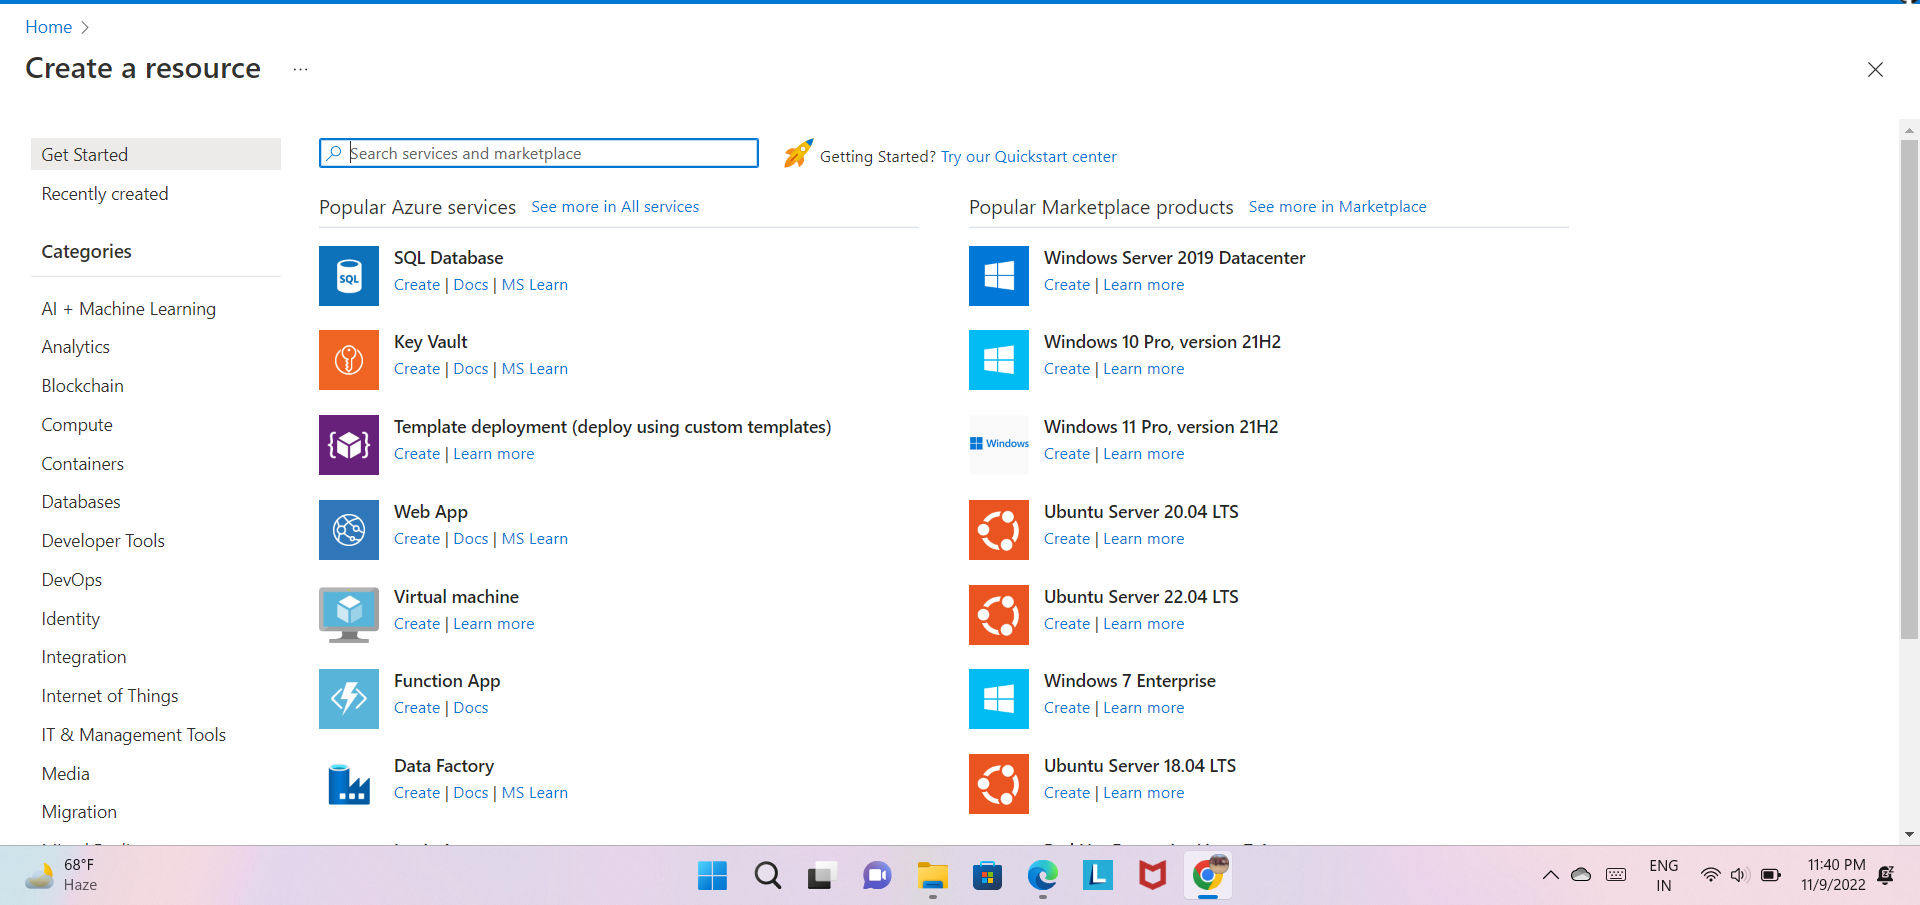 Home
Create a resource ...
Get Started
Recently created
Categories
AI + Machine Learning
Analytics
Blockchain
Compute
Containers
Databases
Developer Tools
DevOps
Identity
Integration
Internet of Things
IT & Management Tools
Media
Migration
Search services and marketplace
Getting Started? Try our Quickstart center
Popular Azure services See more in All services
SQL
SQL Database
Create | Docs | MS Learn
Key Vault
Create | Docs | MS Learn
Template deployment (deploy using custom templates)
Create | Learn more
Web App
Create | Docs | MS Learn
Virtual machine
Create | Learn more
Function App
Create | Docs
Data Factory
Create | Docs | MS Learn
Popular Marketplace products See more in Marketplace
Windows Server 2019 Datacenter
Create | Learn more
Windows 10 Pro, version 21H2
Create | Learn more
Windows
Windows 11 Pro, version 21H2
Create | Learn more
Ubuntu Server 20.04 LTS
Create | Learn more
Ubuntu Server 22.04 LTS
Create | Learn more
Windows 7 Enterprise
Create | Learn more
Ubuntu Server 18.04 LTS
Create | Learn more
68°F
Haze
L
ENG
IN
11:40 PM
11/9/2022